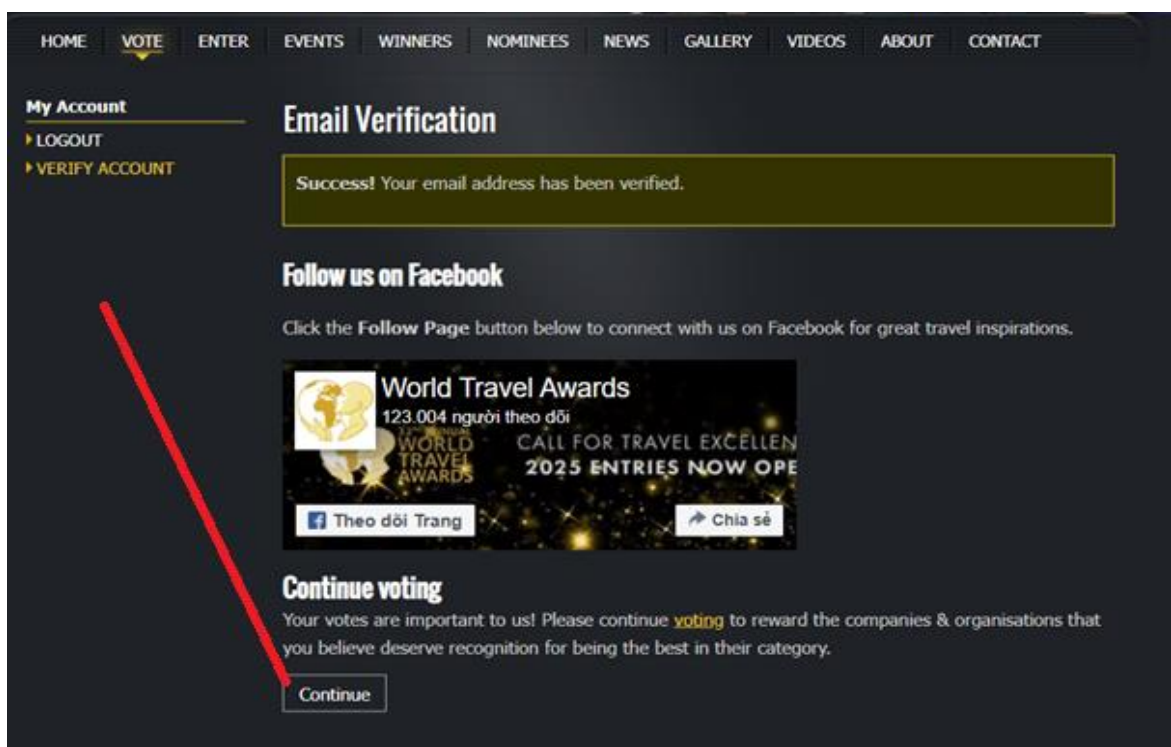 HOME VOTE ENTER EVENTS WINNERS NOMINEES NEWS GALLERY VIDEOS ABOUT CONTACT
My Account
LOGOUT
VERIFY ACCOUNT
Email Verification
Success! Your email address has been verified.
Follow us on Facebook
Click the Follow Page button below to connect with us on Facebook for great travel inspirations.
World Travel Awards
123.004 người theo dõi
WORLD
TRAVEL
AWARDS
CALL FOR TRAVEL EXCELLEN
2025 ENTRIES NOW OPE
Theo dõi Trang
Chia sẻ
Continue voting
Your votes are important to us! Please continue voting to reward the companies & organisations that
you believe deserve recognition for being the best in their category.
Continue